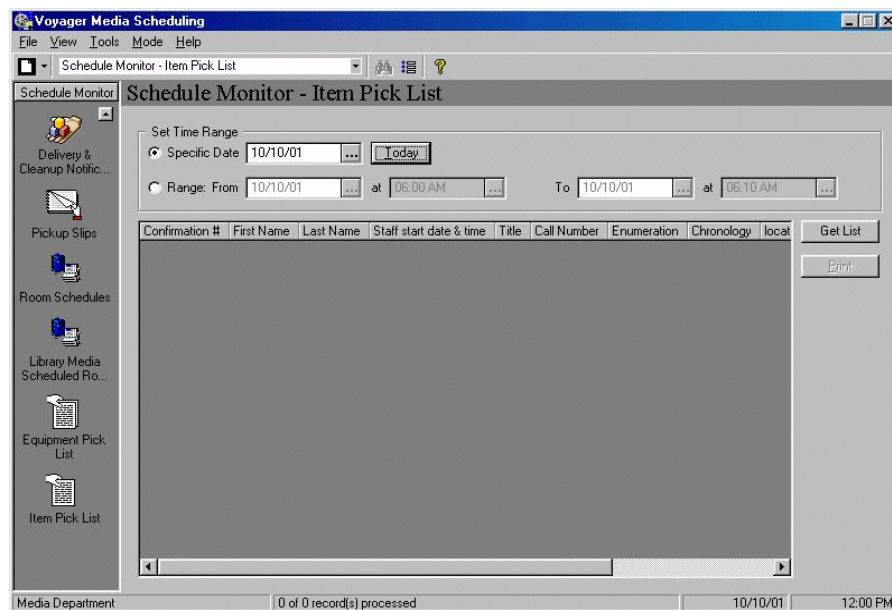 Voyager Media Scheduling
File View Tools Mode Help
Schedule Monitor - Item Pick List
Schedule Monitor
Schedule Monitor - Item Pick List
Delivery &
Cleanup Notific...
Pickup Slips
Room Schedules
Library Media
Scheduled Ro...
Equipment Pick
List
Item Pick List
Set Time Range
Specific Date 10/10/01 ... Today
Range: From 10/10/01 ... at 06:00 AM ... To 10/10/01 ... at 06:10 AM ...
Confirmation # First Name Last Name Staff start date & time Title Call Number Enumeration Chronology locat
Get List
Print
Media Department 0 of 0 record(s) processed 10/10/01 12:00 PM